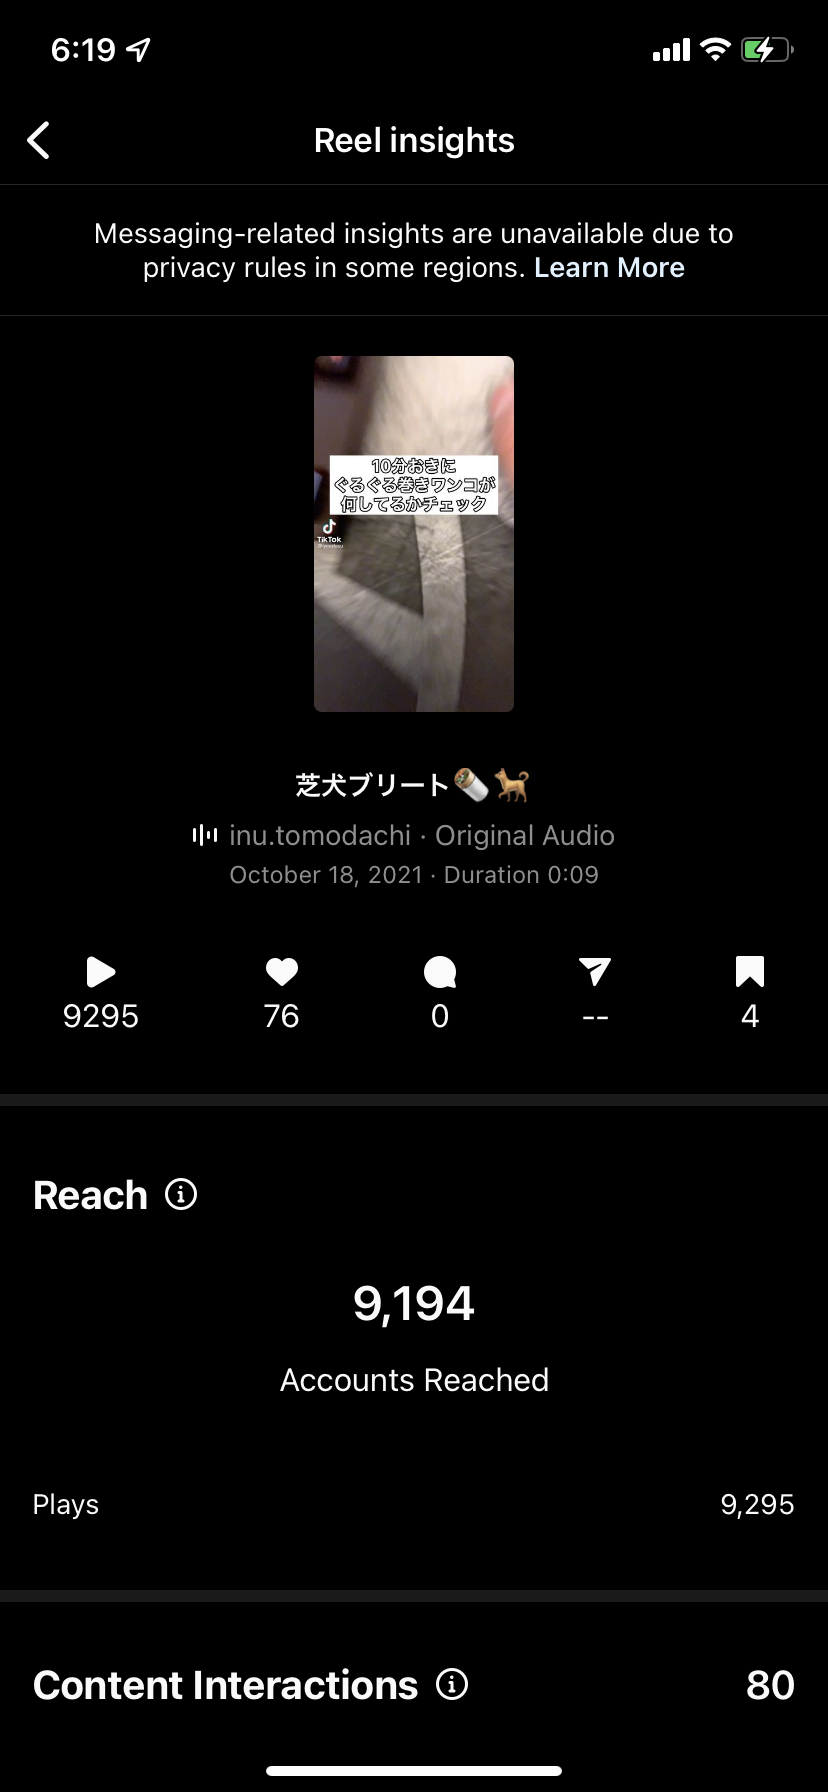 6:19
Reel insights
Messaging-related insights are unavailable due to
privacy rules in some regions. Learn More
10分おきに
ぐるぐる巻きワンコが
何してるかチェック
TikTok
芝犬ブリート🌯🐕
inu.tomodachi · Original Audio
October 18, 2021 · Duration 0:09
9295 76 0 -- 4
Reach
9,194
Accounts Reached
Plays 9,295
Content Interactions 80